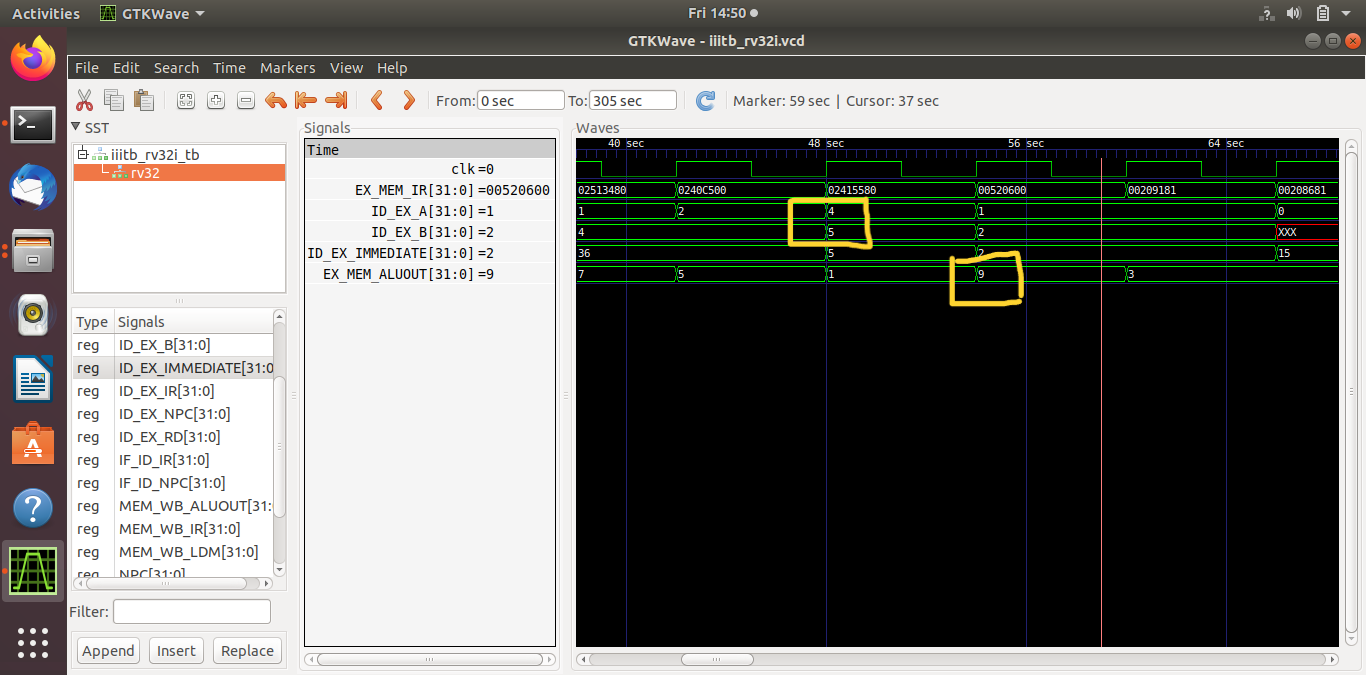 Activities GTKWave Fri 14:50
GTKWave - iiitb_rv32i.vcd
File Edit Search Time Markers View Help
From: 0 sec To: 305 sec Marker: 59 sec | Cursor: 37 sec
SST
iiitb_rv32i_tb
rv32
Type Signals
reg ID_EX_B[31:0]
reg ID_EX_IMMEDIATE[31:0
reg ID_EX_IR[31:0]
reg ID_EX_NPC[31:0]
reg ID_EX_RD[31:0]
reg IF_ID_IR[31:0]
reg IF_ID_NPC[31:0]
reg MEM_WB_ALUOUT[31:
reg MEM_WB_IR[31:0]
reg MEM_WB_LDM[31:0]
reg NPC[31:0]
Filter:
Append Insert Replace
Signals
Time
clk=0
EX_MEM_IR[31:0]=00520600
ID_EX_A[31:0]=1
ID_EX_B[31:0]=2
ID_EX_IMMEDIATE[31:0]=2
EX_MEM_ALUOUT[31:0]=9
Waves
40 sec 48 sec 56 sec 64 sec
02513480 0240C500 02415580 00520600 00209181 00208681
1 2 4 1 0
4 5 2 XXX
36 5 2 15
7 5 1 9 3